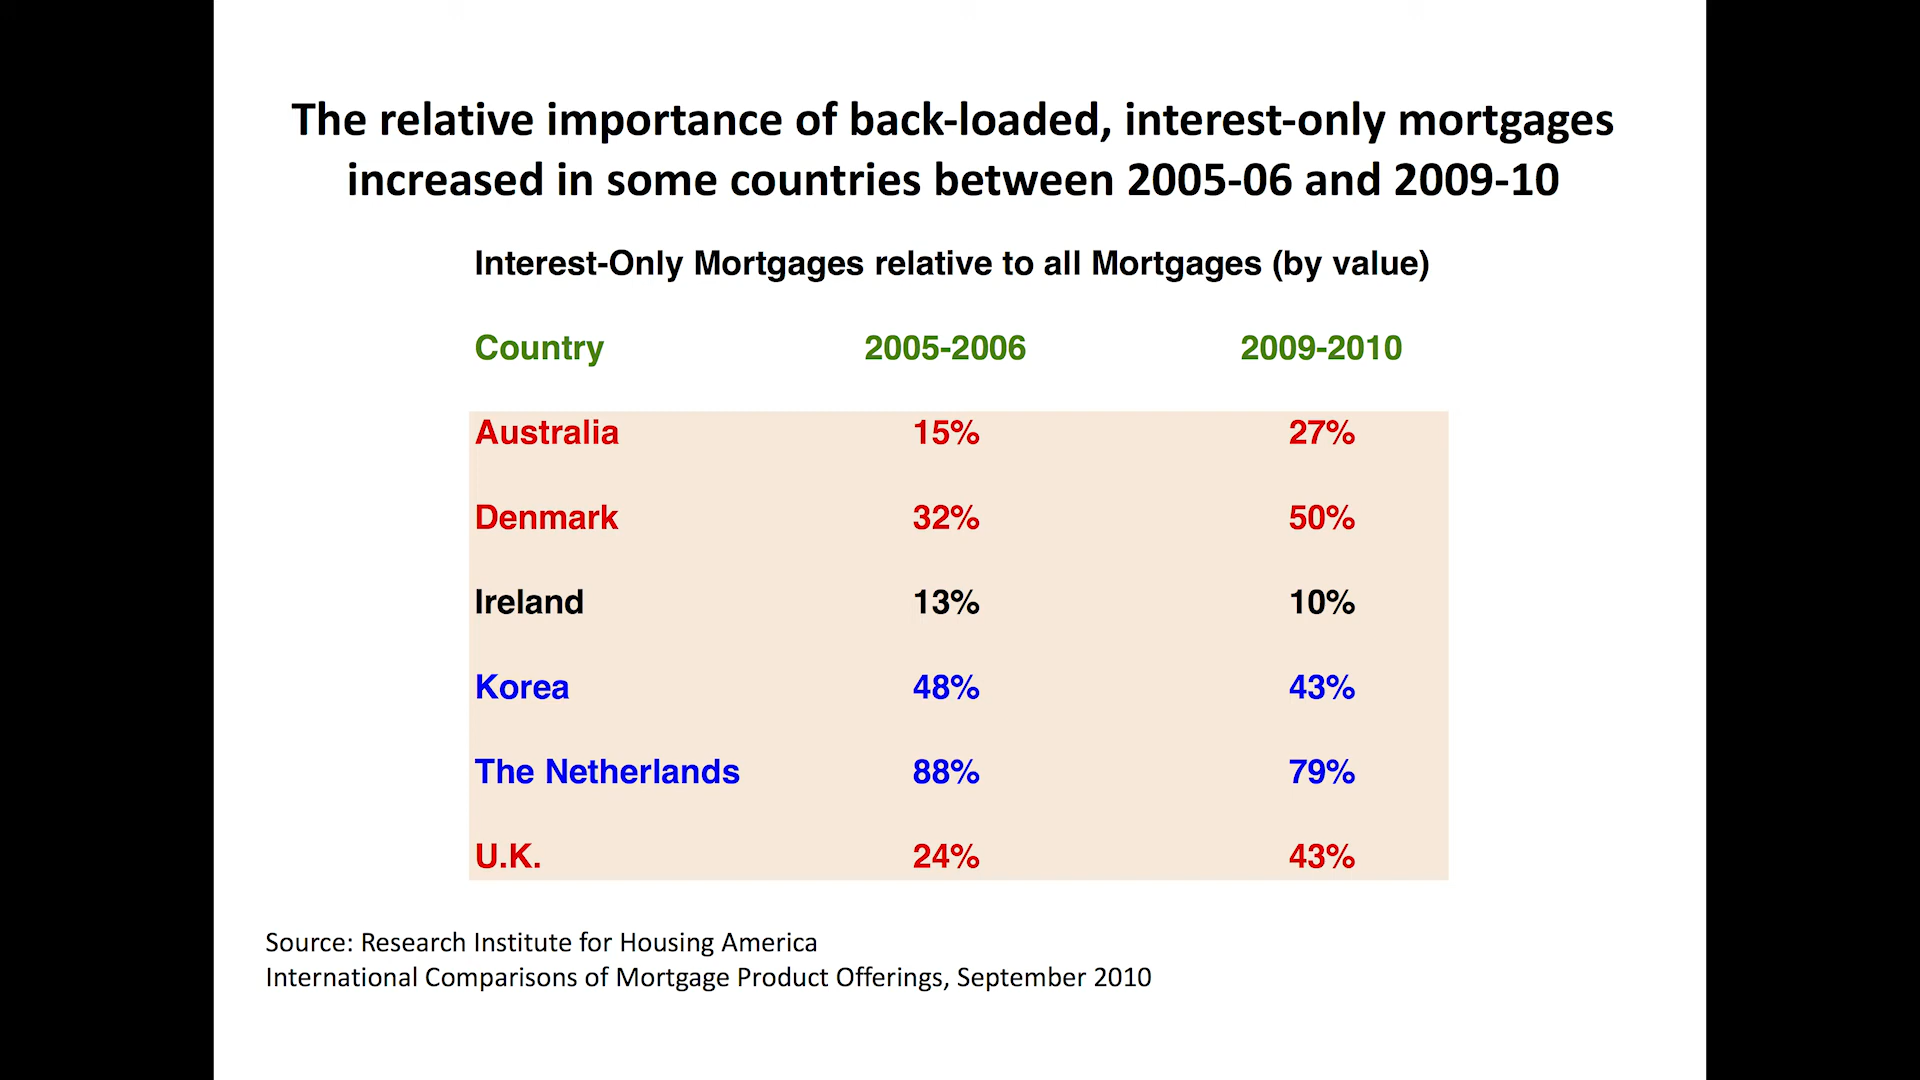 The relative importance of back-loaded, interest-only mortgages
increased in some countries between 2005-06 and 2009-10
Interest-Only Mortgages relative to all Mortgages (by value)
Country 2005-2006 2009-2010
Australia 15% 27%
Denmark 32% 50%
Ireland 13% 10%
Korea 48% 43%
The Netherlands 88% 79%
U.K. 24% 43%
Source: Research Institute for Housing America
International Comparisons of Mortgage Product Offerings, September 2010